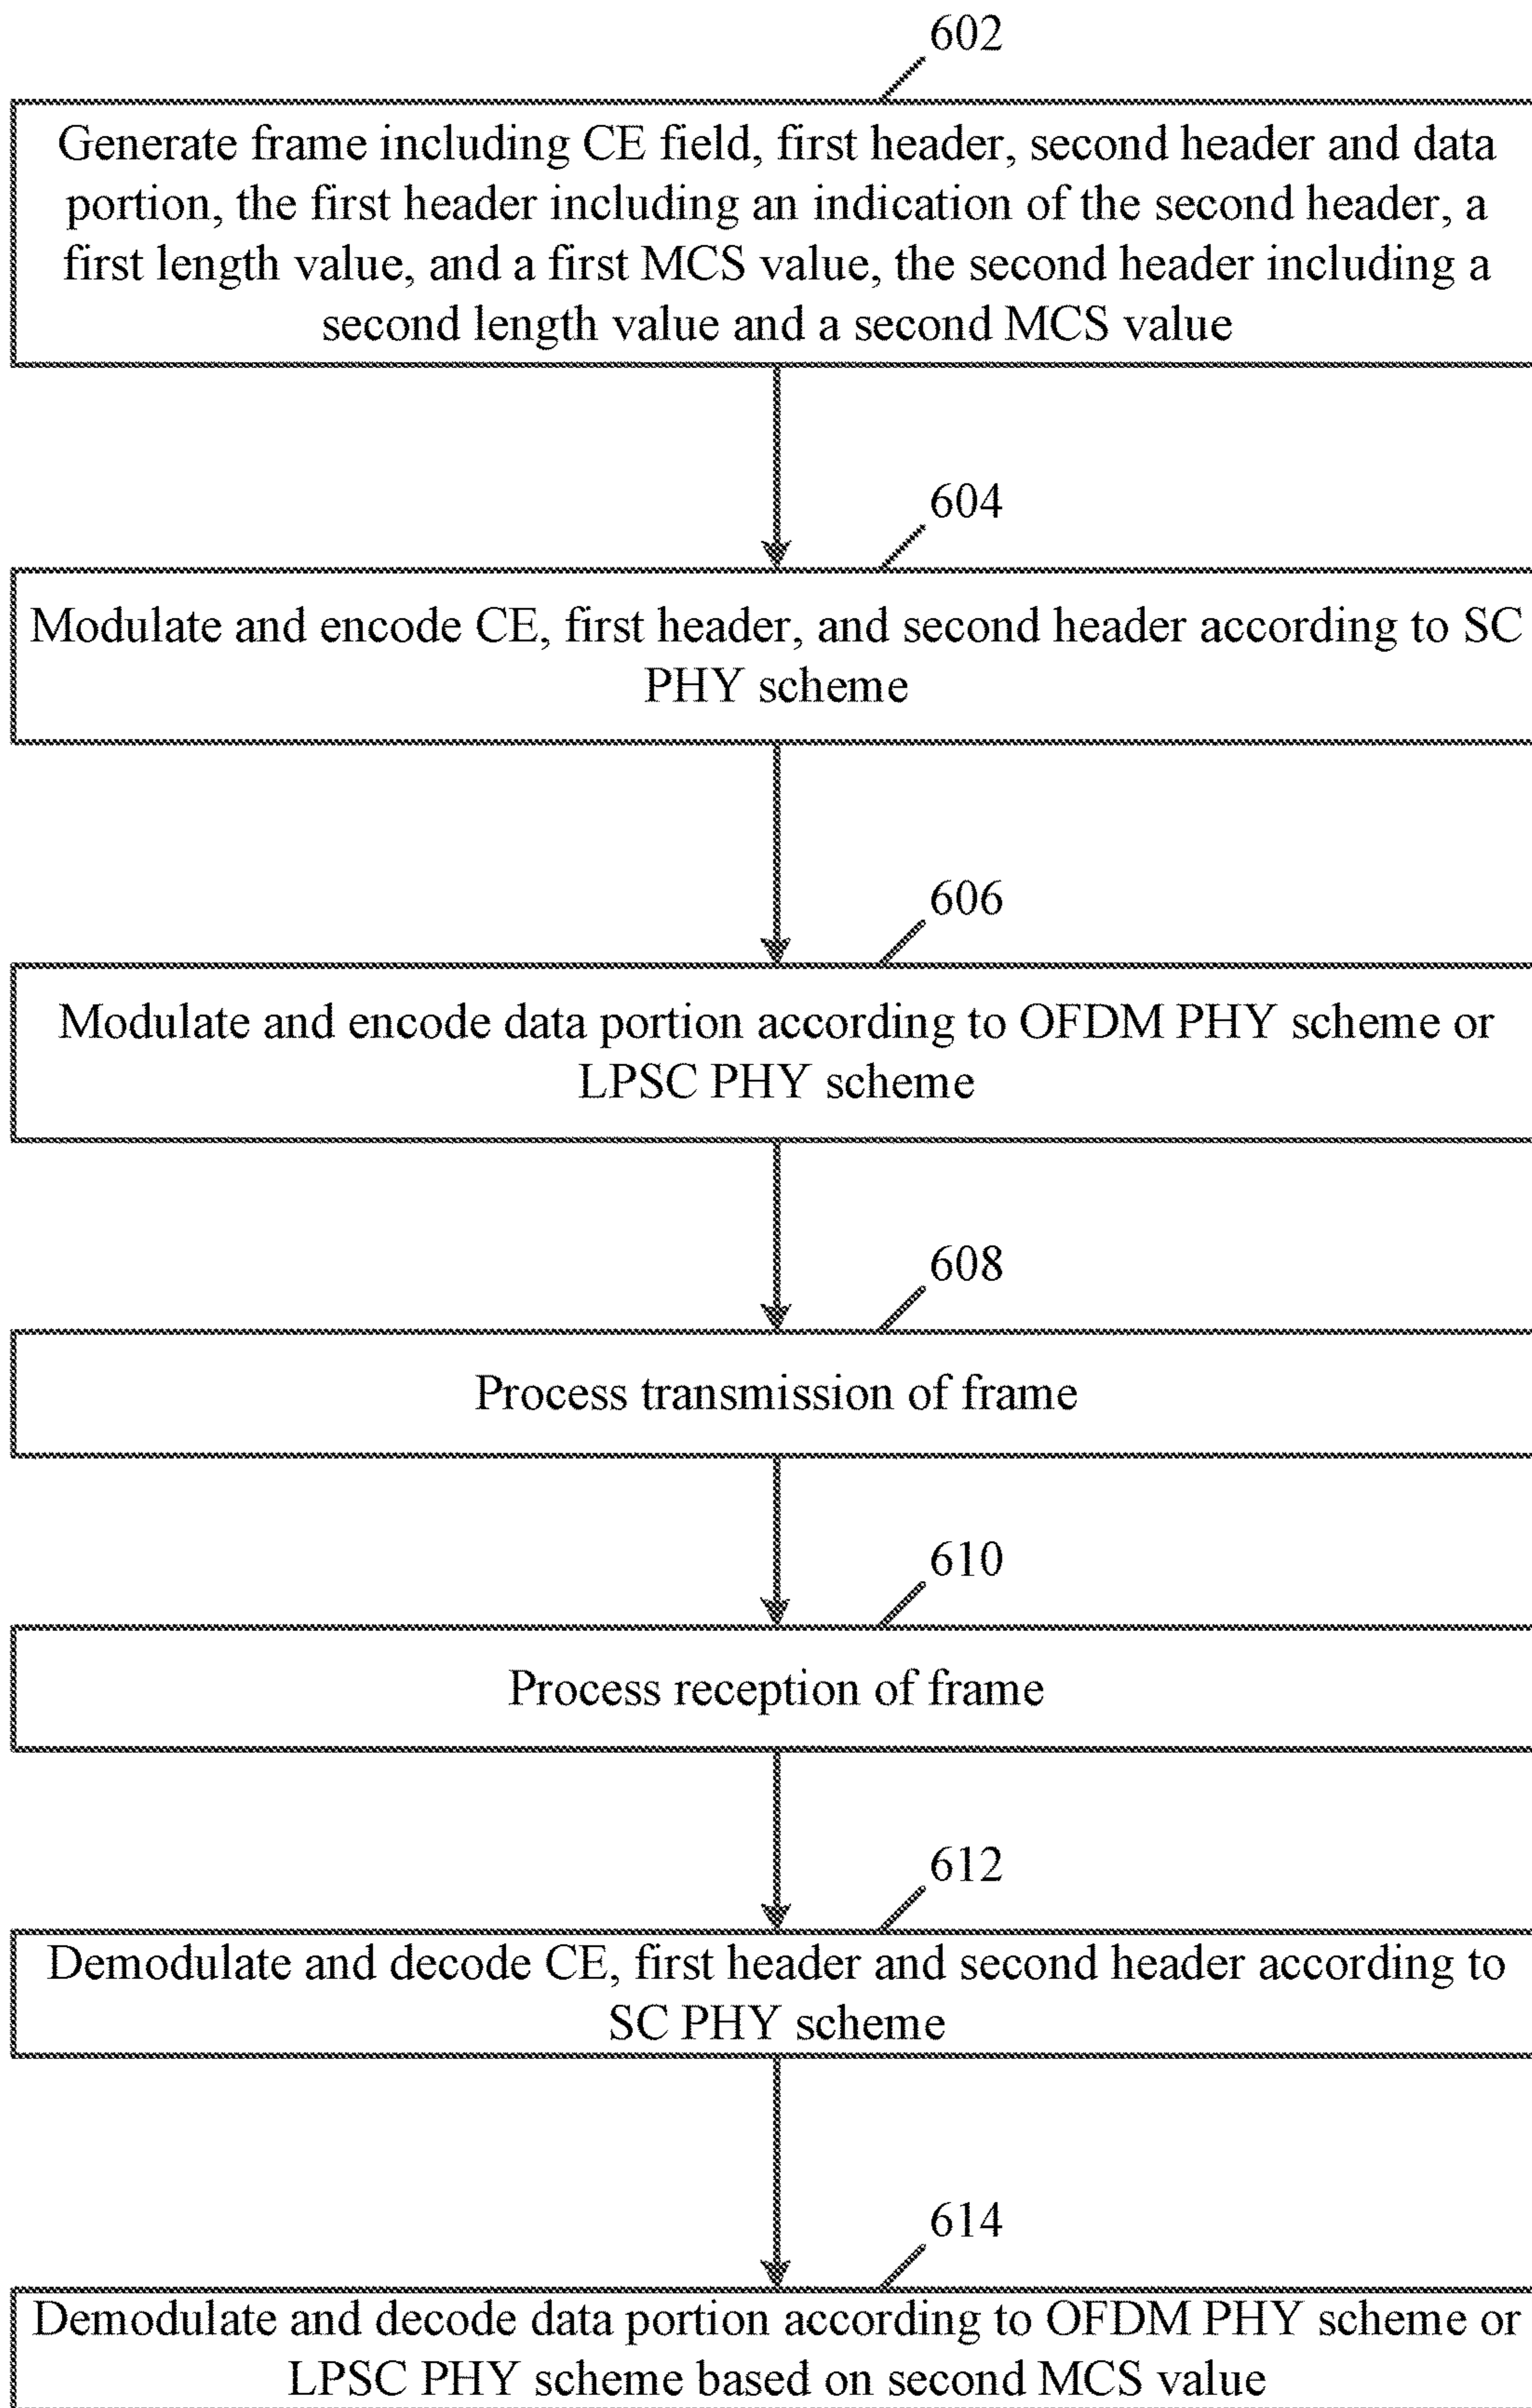 602
Generate frame including CE field, first header, second header and data
portion, the first header including an indication of the second header, a
first length value, and a first MCS value, the second header including a
second length value and a second MCS value
604
Modulate and encode CE, first header, and second header according to SC
PHY scheme
606
Modulate and encode data portion according to OFDM PHY scheme or
LPSC PHY scheme
608
Process transmission of frame
610
Process reception of frame
612
Demodulate and decode CE, first header and second header according to
SC PHY scheme
614
Demodulate and decode data portion according to OFDM PHY scheme or
LPSC PHY scheme based on second MCS value